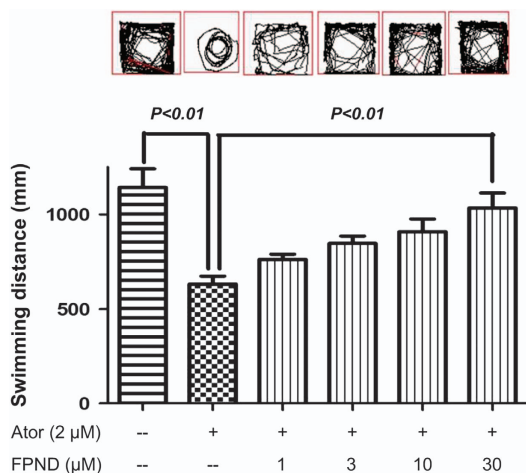 P<0.01 P<0.01
Swimming distance (mm)
1000
500
0
Ator (2 µM) -- + + + + +
FPND (µM) -- -- 1 3 10 30